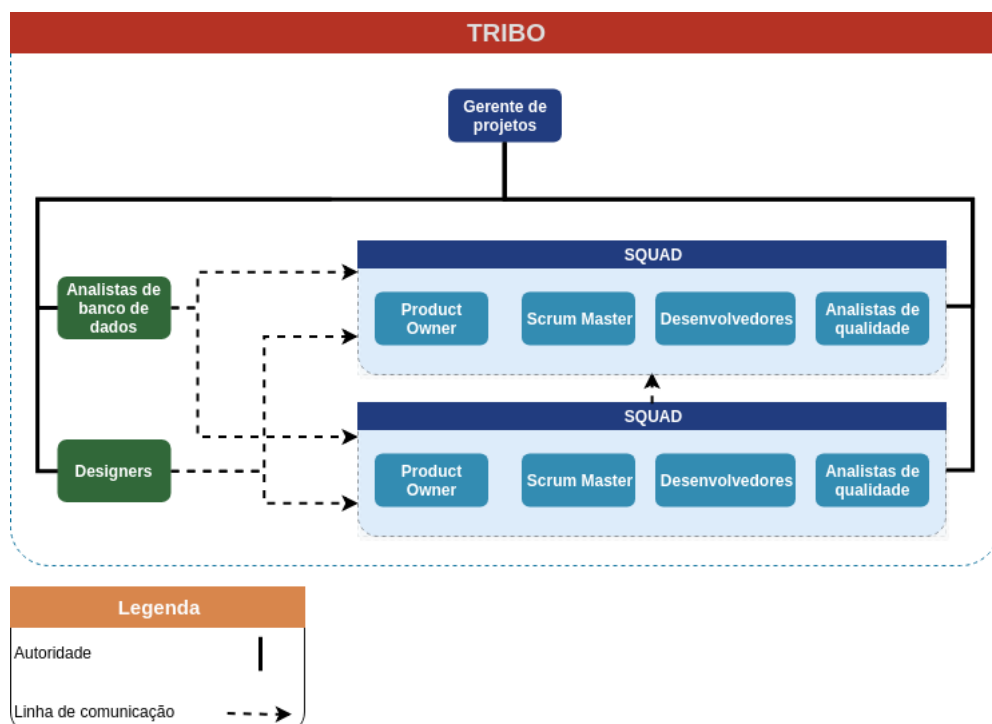 TRIBO
Gerente de
projetos
Analistas de
banco de
dados
SQUAD
Product
Owner
Scrum Master
Desenvolvedores
Analistas de
qualidade
Designers
SQUAD
Product
Owner
Scrum Master
Desenvolvedores
Analistas de
qualidade
Legenda
Autoridade
Linha de comunicação